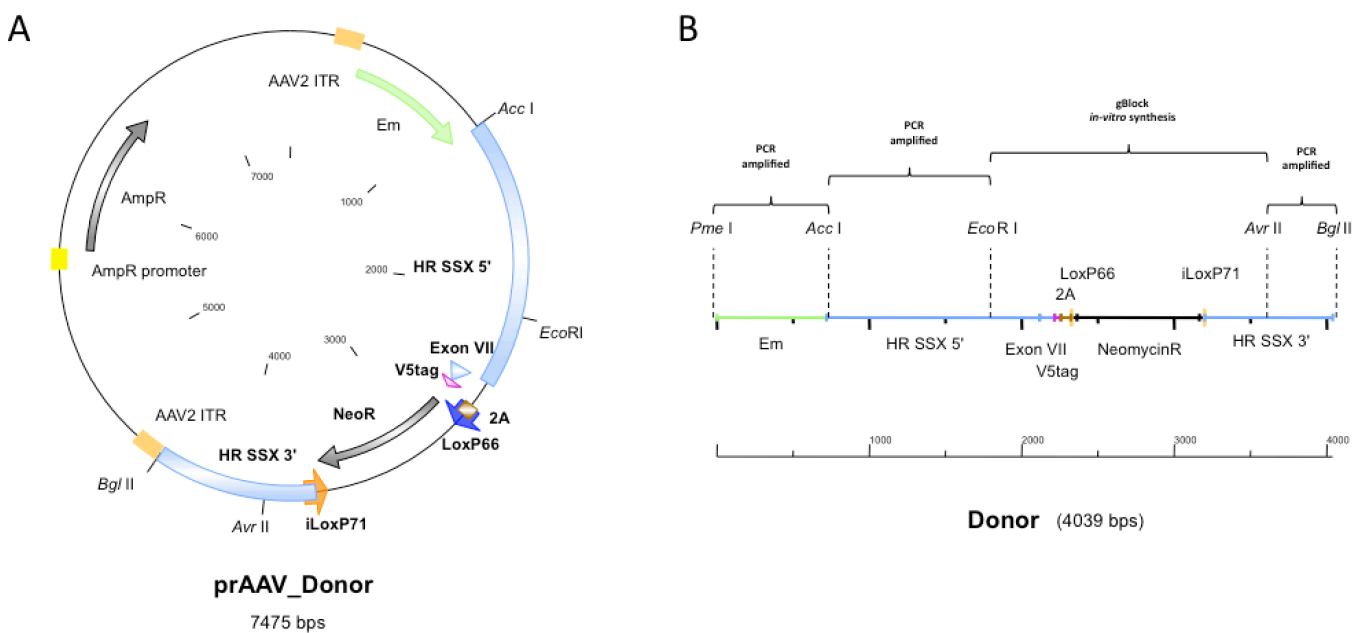 A
AAV2 ITR
Em
Acc I
I
7000
1000
AmpR
6000
AmpR promoter
HR SSX 5'
2000
5000
EcoRI
3000
Exon VII
4000
V5tag
AAV2 ITR
NeoR
2A
LoxP66
HR SSX 3'
Bgl II
Avr II
iLoxP71
prAAV_Donor
7475 bps
B
gBlock
in-vitro synthesis
PCR
amplified
PCR
amplified
PCR
amplified
Pme I
Acc I
EcoR I
Avr II
Bgl II
LoxP66
iLoxP71
2A
Em
HR SSX 5'
Exon VII
NeomycinR
HR SSX 3'
V5tag
1000
2000
3000
4000
Donor (4039 bps)